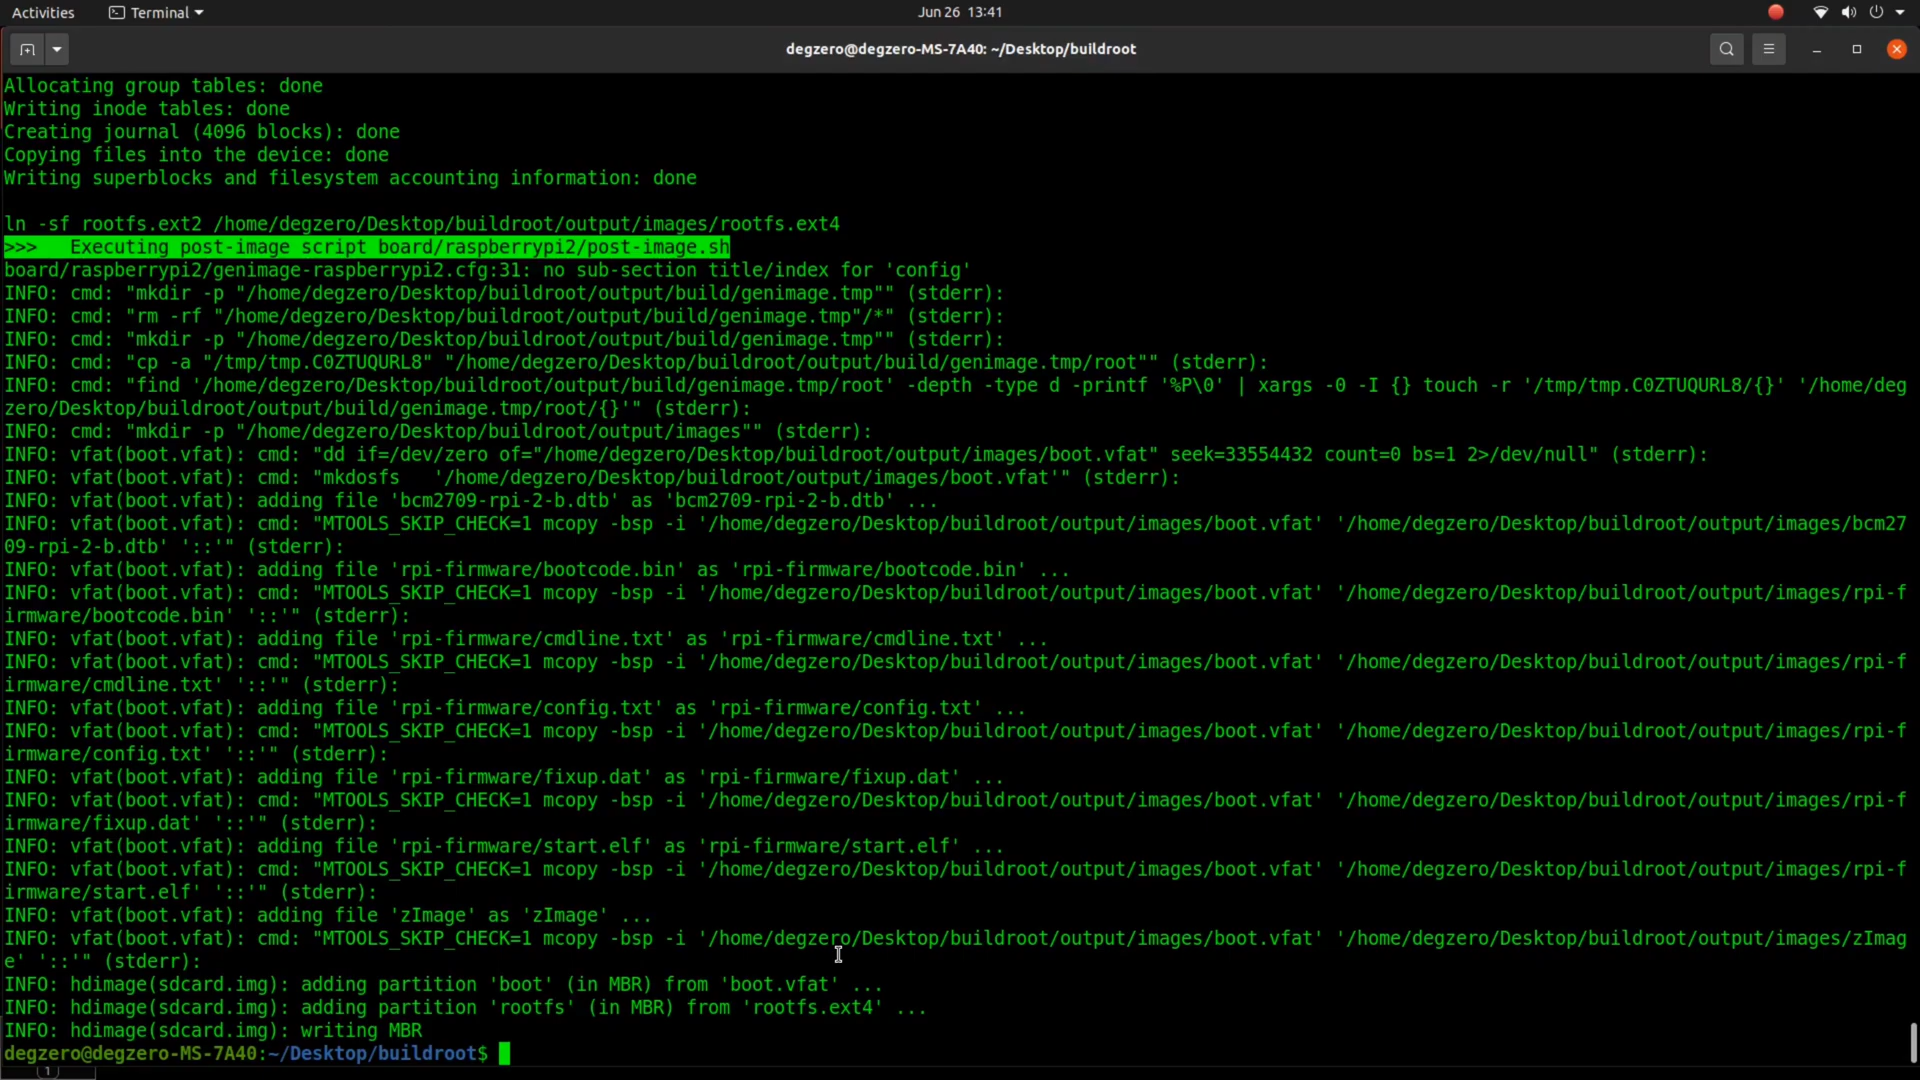 Activities
Terminal
Jun 26 13:41
degzero@degzero-MS-7A40: ~/Desktop/buildroot
Allocating group tables: done
Writing inode tables: done
Creating journal (4096 blocks): done
Copying files into the device: done
Writing superblocks and filesystem accounting information: done
ln -sf rootfs.ext2 /home/degzero/Desktop/buildroot/output/images/rootfs.ext4
>>>   Executing post-image script board/raspberrypi2/post-image.sh
board/raspberrypi2/genimage-raspberrypi2.cfg:31: no sub-section title/index for 'config'
INFO: cmd: "mkdir -p "/home/degzero/Desktop/buildroot/output/build/genimage.tmp"" (stderr):
INFO: cmd: "rm -rf "/home/degzero/Desktop/buildroot/output/build/genimage.tmp"/*" (stderr):
INFO: cmd: "mkdir -p "/home/degzero/Desktop/buildroot/output/build/genimage.tmp"" (stderr):
INFO: cmd: "cp -a "/tmp/tmp.C0ZTUQURL8" "/home/degzero/Desktop/buildroot/output/build/genimage.tmp/root"" (stderr):
INFO: cmd: "find '/home/degzero/Desktop/buildroot/output/build/genimage.tmp/root' -depth -type d -printf '%P\0' | xargs -0 -I {} touch -r '/tmp/tmp.C0ZTUQURL8/{}' '/home/deg
zero/Desktop/buildroot/output/build/genimage.tmp/root/{}'" (stderr):
INFO: cmd: "mkdir -p "/home/degzero/Desktop/buildroot/output/images"" (stderr):
INFO: vfat(boot.vfat): cmd: "dd if=/dev/zero of="/home/degzero/Desktop/buildroot/output/images/boot.vfat" seek=33554432 count=0 bs=1 2>/dev/null" (stderr):
INFO: vfat(boot.vfat): cmd: "mkdosfs   '/home/degzero/Desktop/buildroot/output/images/boot.vfat'" (stderr):
INFO: vfat(boot.vfat): adding file 'bcm2709-rpi-2-b.dtb' as 'bcm2709-rpi-2-b.dtb' ...
INFO: vfat(boot.vfat): cmd: "MTOOLS_SKIP_CHECK=1 mcopy -bsp -i '/home/degzero/Desktop/buildroot/output/images/boot.vfat' '/home/degzero/Desktop/buildroot/output/images/bcm27
09-rpi-2-b.dtb' '::'" (stderr):
INFO: vfat(boot.vfat): adding file 'rpi-firmware/bootcode.bin' as 'rpi-firmware/bootcode.bin' ...
INFO: vfat(boot.vfat): cmd: "MTOOLS_SKIP_CHECK=1 mcopy -bsp -i '/home/degzero/Desktop/buildroot/output/images/boot.vfat' '/home/degzero/Desktop/buildroot/output/images/rpi-f
irmware/bootcode.bin' '::'" (stderr):
INFO: vfat(boot.vfat): adding file 'rpi-firmware/cmdline.txt' as 'rpi-firmware/cmdline.txt' ...
INFO: vfat(boot.vfat): cmd: "MTOOLS_SKIP_CHECK=1 mcopy -bsp -i '/home/degzero/Desktop/buildroot/output/images/boot.vfat' '/home/degzero/Desktop/buildroot/output/images/rpi-f
irmware/cmdline.txt' '::'" (stderr):
INFO: vfat(boot.vfat): adding file 'rpi-firmware/config.txt' as 'rpi-firmware/config.txt' ...
INFO: vfat(boot.vfat): cmd: "MTOOLS_SKIP_CHECK=1 mcopy -bsp -i '/home/degzero/Desktop/buildroot/output/images/boot.vfat' '/home/degzero/Desktop/buildroot/output/images/rpi-f
irmware/config.txt' '::'" (stderr):
INFO: vfat(boot.vfat): adding file 'rpi-firmware/fixup.dat' as 'rpi-firmware/fixup.dat' ...
INFO: vfat(boot.vfat): cmd: "MTOOLS_SKIP_CHECK=1 mcopy -bsp -i '/home/degzero/Desktop/buildroot/output/images/boot.vfat' '/home/degzero/Desktop/buildroot/output/images/rpi-f
irmware/fixup.dat' '::'" (stderr):
INFO: vfat(boot.vfat): adding file 'rpi-firmware/start.elf' as 'rpi-firmware/start.elf' ...
INFO: vfat(boot.vfat): cmd: "MTOOLS_SKIP_CHECK=1 mcopy -bsp -i '/home/degzero/Desktop/buildroot/output/images/boot.vfat' '/home/degzero/Desktop/buildroot/output/images/rpi-f
irmware/start.elf' '::'" (stderr):
INFO: vfat(boot.vfat): adding file 'zImage' as 'zImage' ...
INFO: vfat(boot.vfat): cmd: "MTOOLS_SKIP_CHECK=1 mcopy -bsp -i '/home/degzero/Desktop/buildroot/output/images/boot.vfat' '/home/degzero/Desktop/buildroot/output/images/zImag
e' '::'" (stderr):
INFO: hdimage(sdcard.img): adding partition 'boot' (in MBR) from 'boot.vfat' ...
INFO: hdimage(sdcard.img): adding partition 'rootfs' (in MBR) from 'rootfs.ext4' ...
INFO: hdimage(sdcard.img): writing MBR
degzero@degzero-MS-7A40:~/Desktop/buildroot$
1